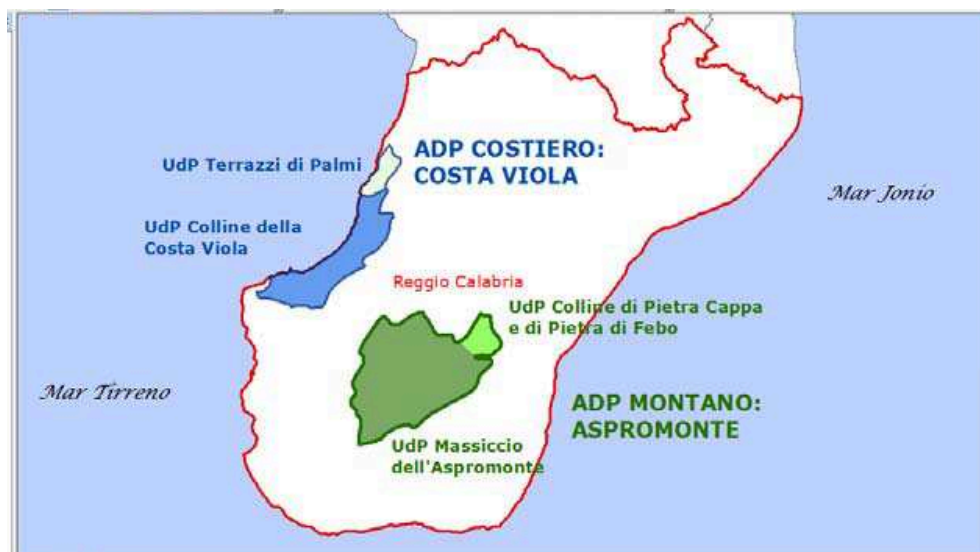 ADP COSTIERO:
COSTA VIOLA
UdP Terrazzi di Palmi
UdP Colline della
Costa Viola
Mar Jonio
Reggio Calabria
UdP Colline di Pietra Cappa
e di Pietra di Febo
Mar Tirreno
ADP MONTANO:
ASPROMONTE
UdP Massiccio
dell'Aspromonte